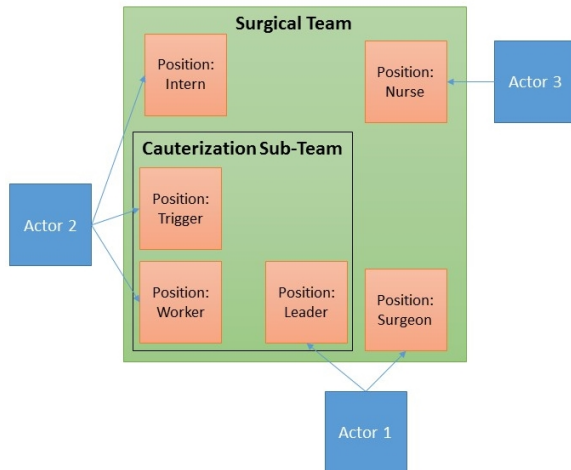 Surgical Team
Position:
Intern
Position:
Nurse
Actor 3
Cauterization Sub-Team
Position:
Trigger
Actor 2
Position:
Worker
Position:
Leader
Position:
Surgeon
Actor 1